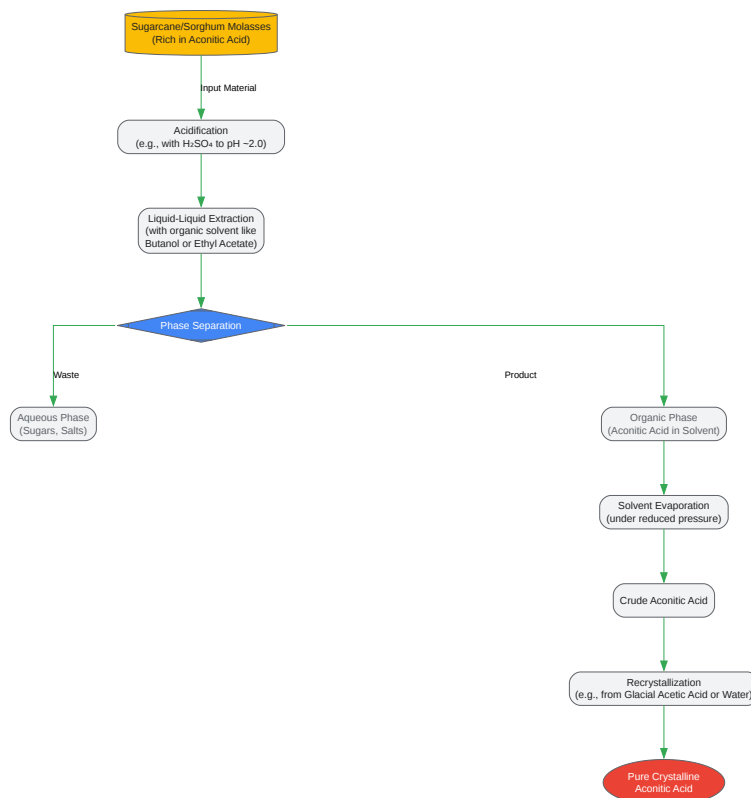 Sugarcane/Sorghum Molasses
(Rich in Aconitic Acid)
Input Material
Acidification
(e.g., with H₂SO₄ to pH ~2.0)
Liquid-Liquid Extraction
(with organic solvent like
Butanol or Ethyl Acetate)
Phase Separation
Waste
Product
Aqueous Phase
(Sugars, Salts)
Organic Phase
(Aconitic Acid in Solvent)
Solvent Evaporation
(under reduced pressure)
Crude Aconitic Acid
Recrystallization
(e.g., from Glacial Acetic Acid or Water)
Pure Crystalline
Aconitic Acid